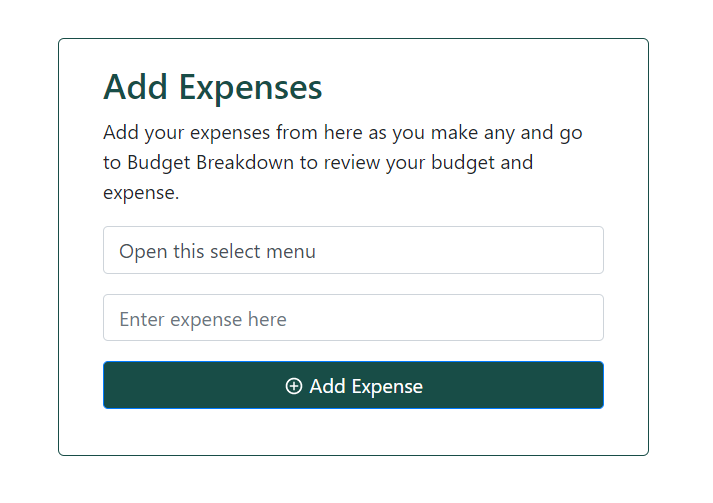 Add Expenses
Add your expenses from here as you make any and go
to Budget Breakdown to review your budget and
expense.
Open this select menu
Enter expense here
Add Expense